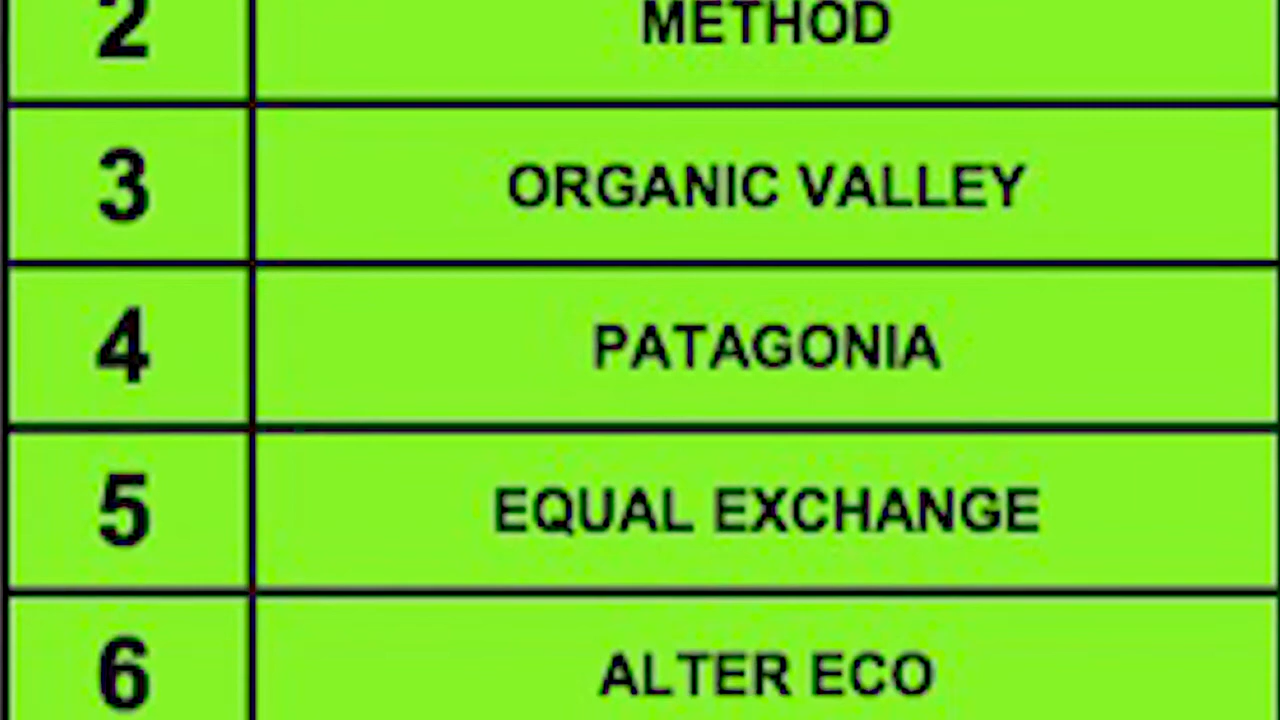 2 METHOD
3 ORGANIC VALLEY
4 PATAGONIA
5 EQUAL EXCHANGE
6 ALTER ECO